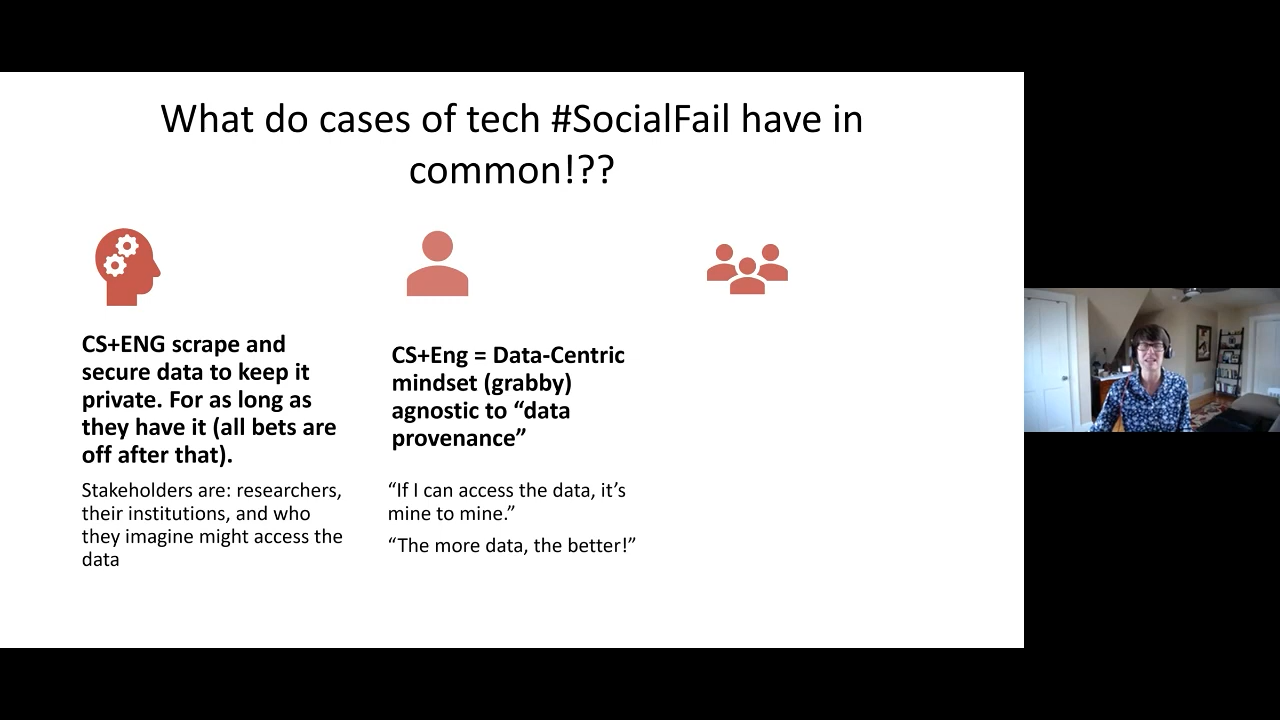 What do cases of tech #SocialFail have in
common!??
CS+ENG scrape and
secure data to keep it
private. For as long as
they have it (all bets are
off after that).
Stakeholders are: researchers,
their institutions, and who
they imagine might access the
data
CS+Eng = Data-Centric
mindset (grabby)
agnostic to “data
provenance”
“If I can access the data, it’s
mine to mine.”
“The more data, the better!”